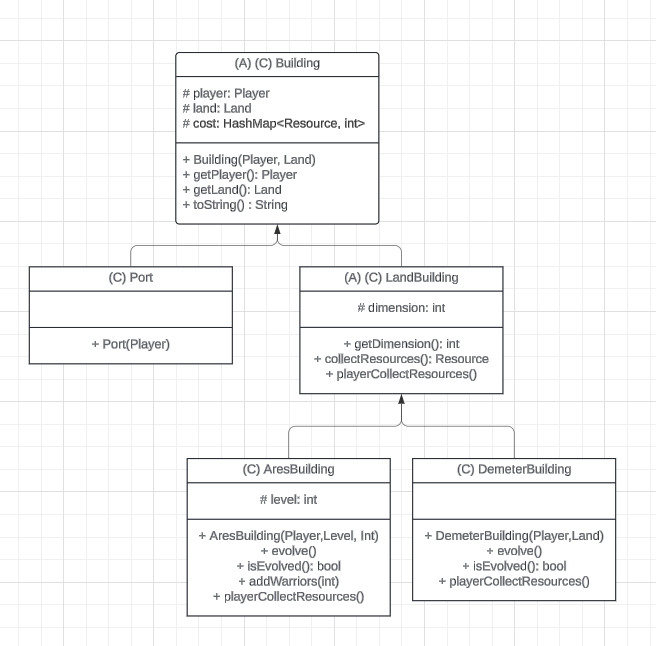 (A) (C) Building
# player: Player
# land: Land
# cost: HashMap<Resource, int>
+ Building(Player, Land)
+ getPlayer(): Player
+ getLand(): Land
+ toString() : String
(C) Port
+ Port(Player)
(A) (C) LandBuilding
# dimension: int
+ getDimension(): int
+ collectResources(): Resource
+ playerCollectResources()
(C) AresBuilding
# level: int
+ AresBuilding(Player,Level, Int)
+ evolve()
+ isEvolved(): bool
+ addWarriors(int)
+ playerCollectResources()
(C) DemeterBuilding
+ DemeterBuilding(Player,Land)
+ evolve()
+ isEvolved(): bool
+ playerCollectResources()